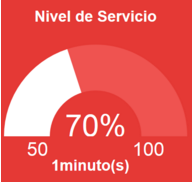 Nivel de Servicio
70%
50 100
1minuto(s)